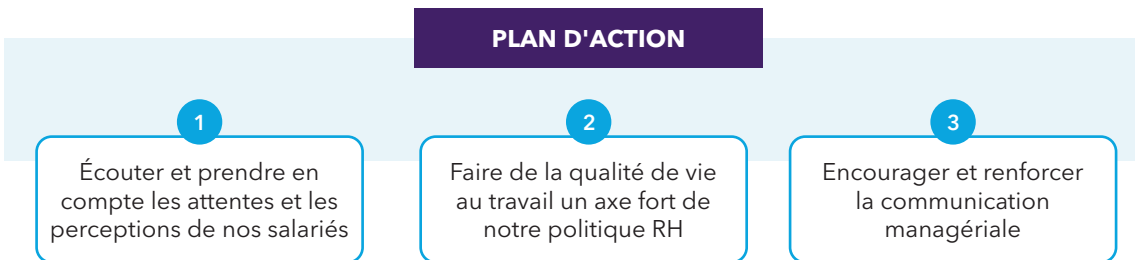 PLAN D'ACTION
1
Écouter et prendre en
compte les attentes et les
perceptions de nos salariés
2
Faire de la qualité de vie
au travail un axe fort de
notre politique RH
3
Encourager et renforcer
la communication
managériale